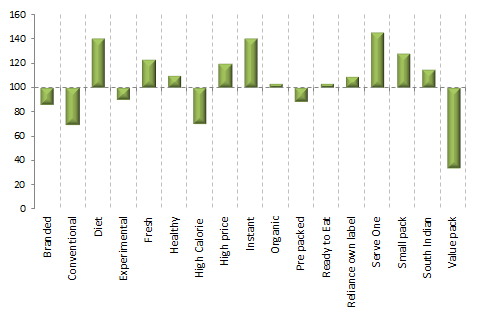 160
140
120
100
80
60
40
20
0
Branded
Conventional
Diet
Experimental
Fresh
Healthy
High Calorie
High price
Instant
Organic
Pre packed
Ready to Eat
Reliance own label
Serve One
Small pack
South Indian
Value pack